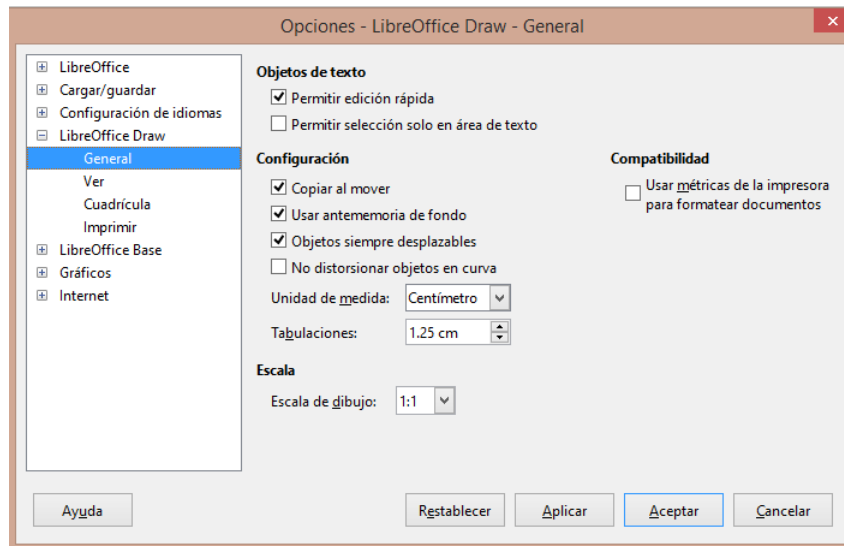 Opciones - LibreOffice Draw - General
LibreOffice
Cargar/guardar
Configuración de idiomas
LibreOffice Draw
General
Ver
Cuadrícula
Imprimir
LibreOffice Base
Gráficos
Internet
Objetos de texto
Permitir edición rápida
Permitir selección solo en área de texto
Configuración
Copiar al mover
Usar antememoria de fondo
Objetos siempre desplazables
No distorsionar objetos en curva
Unidad de medida: Centímetro
Tabulaciones: 1.25 cm
Compatibilidad
Usar métricas de la impresora
para formatear documentos
Escala
Escala de dibujo: 1:1
Ayuda
Restablecer
Aplicar
Aceptar
Cancelar